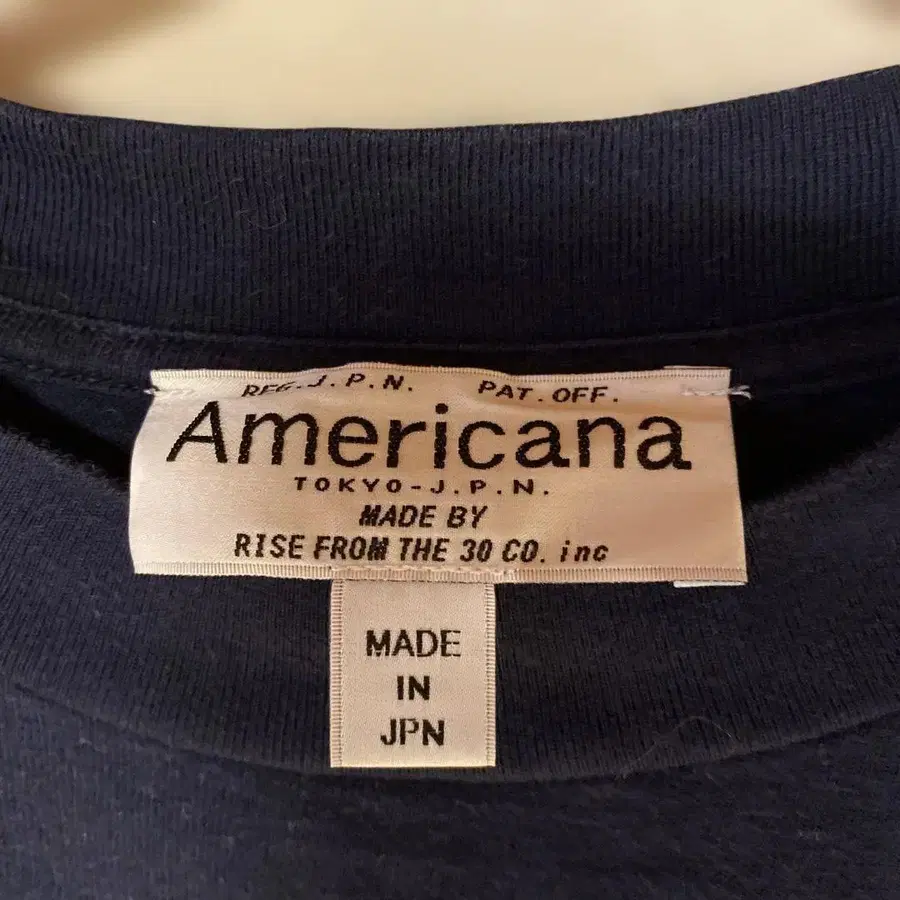 REG. J.P.N. PAT. OFF.
Americana
TOKYO-J.P.N.
MADE BY
RISE FROM THE 30 CO. inc
MADE
IN
JPN